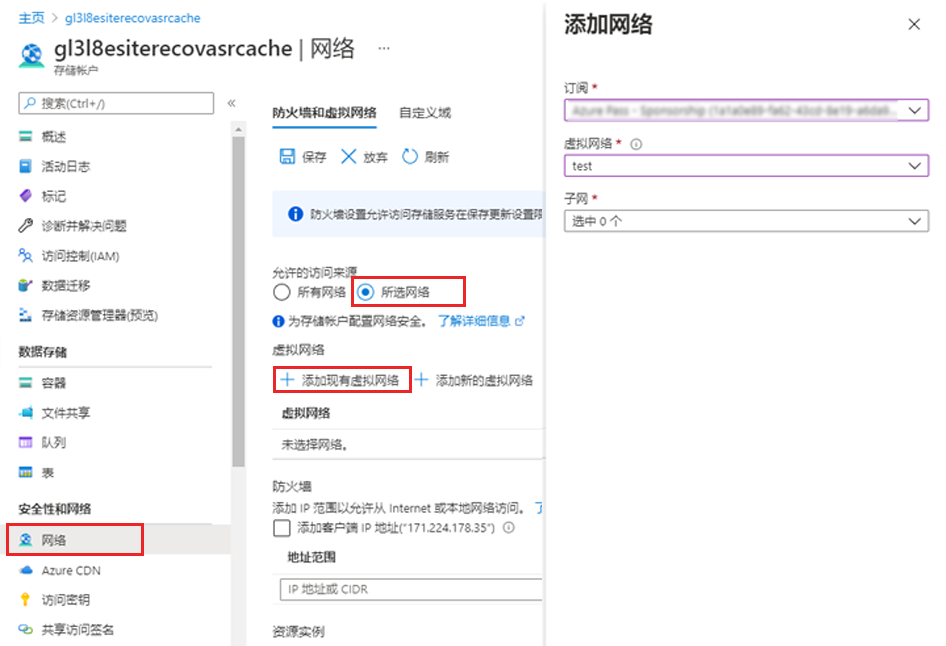 主页 > gl3l8esiterecovasrcache
gl3l8esiterecovasrcache | 网络 ···
存储帐户
搜索(Ctrl+/)
«
概述
活动日志
标记
诊断并解决问题
访问控制(IAM)
数据迁移
存储资源管理器(预览)
数据存储
容器
文件共享
队列
表
安全性和网络
网络
Azure CDN
访问密钥
共享访问签名
防火墙和虚拟网络 自定义域
保存 放弃 刷新
防火墙设置允许访问存储服务在保存更新设置
允许的访问来源
所有网络 所选网络
为存储帐户配置网络安全。 了解详细信息
虚拟网络
添加现有虚拟网络 添加新的虚拟网络
虚拟网络
未选择网络。
防火墙
添加 IP 范围以允许从 Internet 或本地网络访问。
添加客户端 IP 地址("171.224.178.35")
地址范围
IP 地址或 CIDR
资源实例
添加网络
订阅 *
虚拟网络 *
test
子网 *
选中 0 个